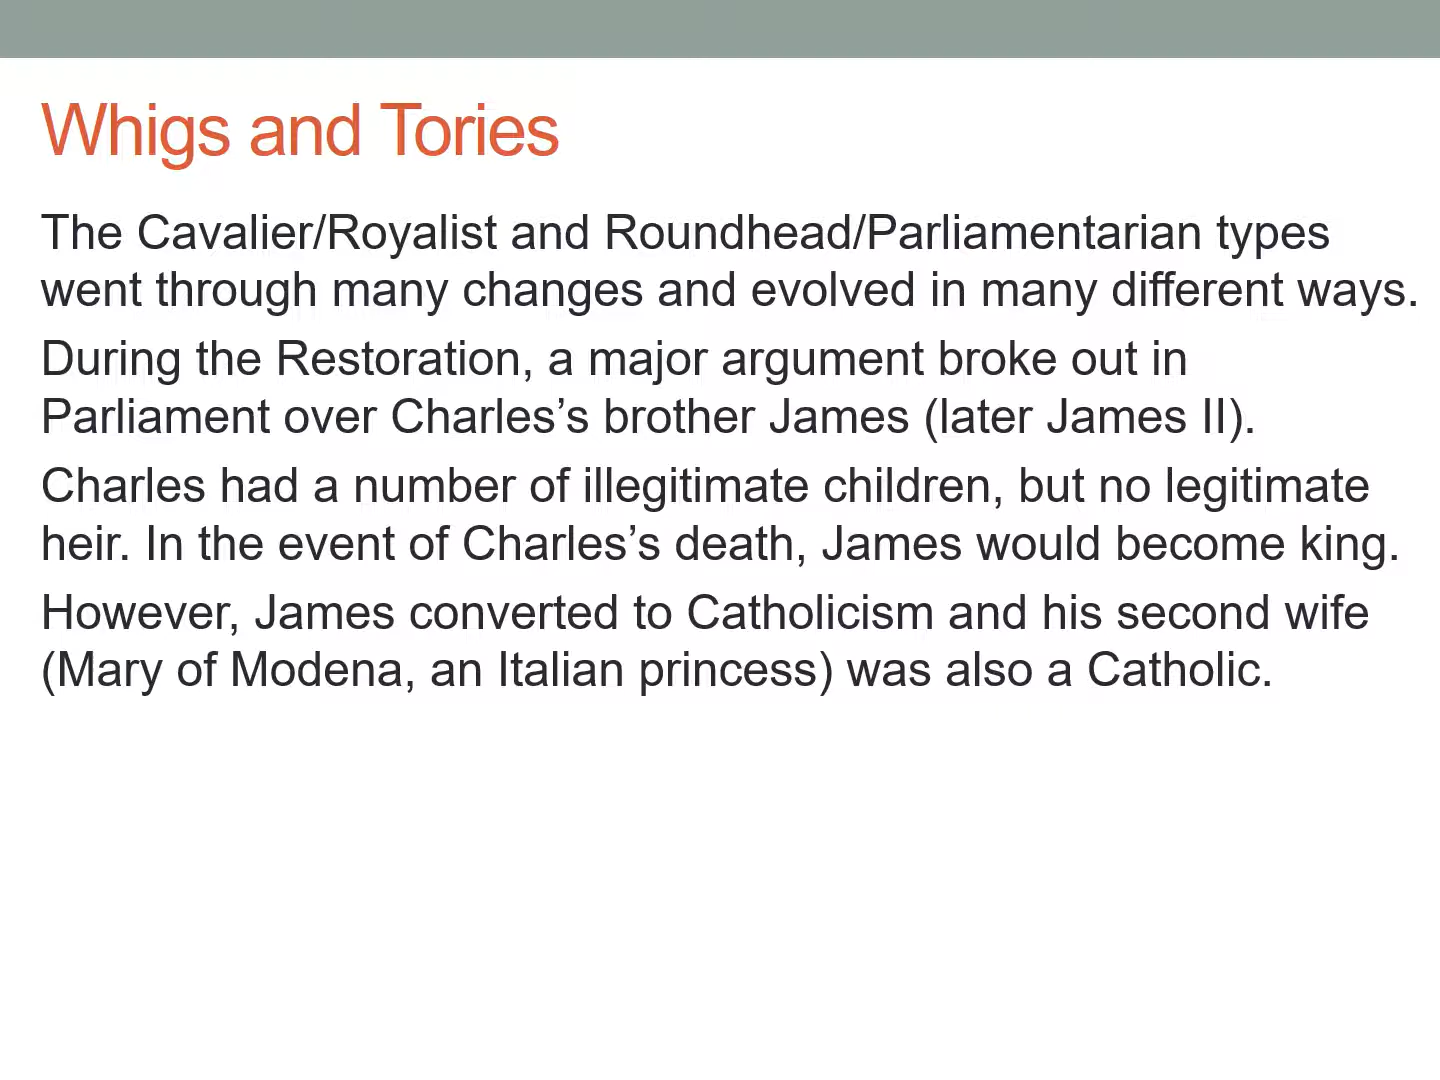 Whigs and Tories
The Cavalier/Royalist and Roundhead/Parliamentarian types
went through many changes and evolved in many different ways.
During the Restoration, a major argument broke out in
Parliament over Charles’s brother James (later James II).
Charles had a number of illegitimate children, but no legitimate
heir. In the event of Charles’s death, James would become king.
However, James converted to Catholicism and his second wife
(Mary of Modena, an Italian princess) was also a Catholic.